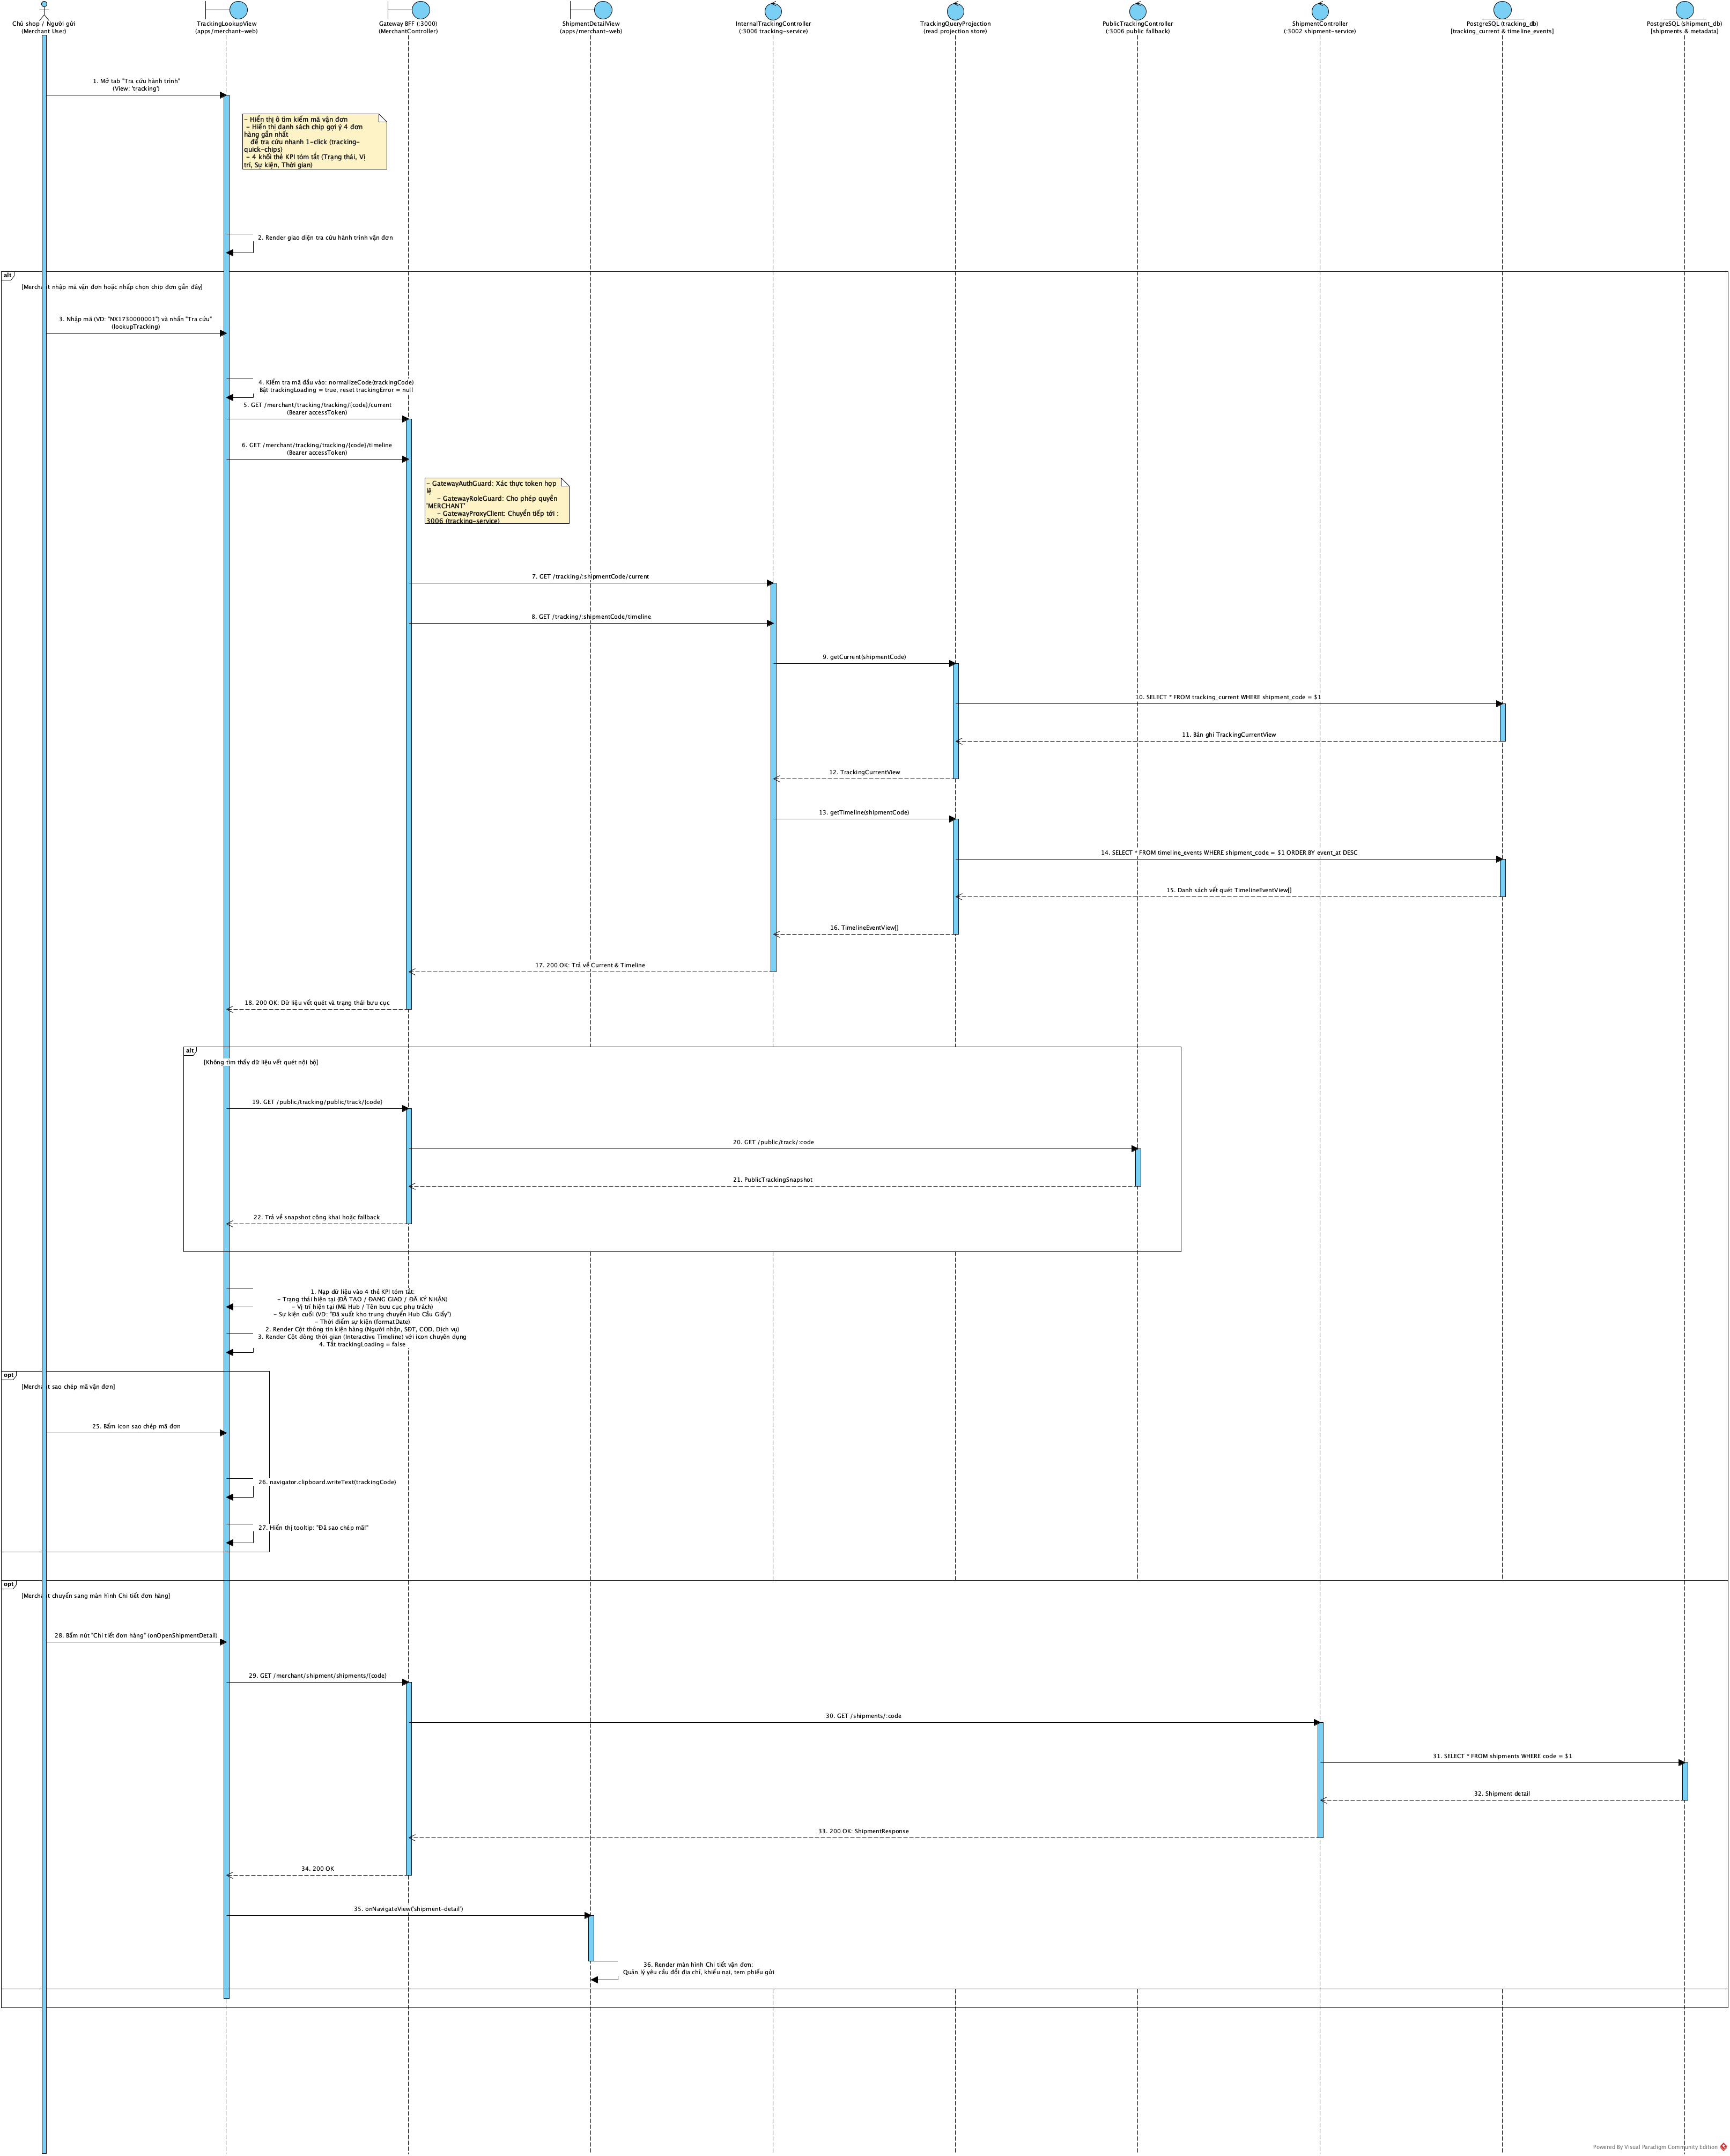 Chủ shop / Người gửi
(Merchant User)
TrackingLookupView
(apps/merchant-web)
Gateway BFF (:3000)
(MerchantController)
ShipmentDetailView
(apps/merchant-web)
InternalTrackingController
(:3006 tracking-service)
TrackingQueryProjection
(read projection store)
PublicTrackingController
(:3006 public fallback)
ShipmentController
(:3002 shipment-service)
PostgreSQL (tracking_db)
[tracking_current & timeline_events]
PostgreSQL (shipment_db)
[shipments & metadata]
1. Mở tab "Tra cứu hành trình"
(View: 'tracking')
- Hiển thị ô tìm kiếm mã vận đơn
- Hiển thị danh sách chip gợi ý 4 đơn
hàng gần nhất
để tra cứu nhanh 1-click (tracking-
quick-chips)
- 4 khối thẻ KPI tóm tắt (Trạng thái, Vị
trí, Sự kiện, Thời gian)
2. Render giao diện tra cứu hành trình vận đơn
alt
[Merchant nhập mã vận đơn hoặc nhấp chọn chip đơn gần đây]
3. Nhập mã (VD: "NX1730000001") và nhấn "Tra cứu"
(lookupTracking)
4. Kiểm tra mã đầu vào: normalizeCode(trackingCode)
Bật trackingLoading = true, reset trackingError = null
5. GET /merchant/tracking/tracking/{code}/current
(Bearer accessToken)
6. GET /merchant/tracking/tracking/{code}/timeline
(Bearer accessToken)
- GatewayAuthGuard: Xác thực token hợp
lệ
- GatewayRoleGuard: Cho phép quyền
'MERCHANT'
- GatewayProxyClient: Chuyển tiếp tới :
3006 (tracking-service)
7. GET /tracking/:shipmentCode/current
8. GET /tracking/:shipmentCode/timeline
9. getCurrent(shipmentCode)
10. SELECT * FROM tracking_current WHERE shipment_code = $1
11. Bản ghi TrackingCurrentView
12. TrackingCurrentView
13. getTimeline(shipmentCode)
14. SELECT * FROM timeline_events WHERE shipment_code = $1 ORDER BY event_at DESC
15. Danh sách vết quét TimelineEventView[]
16. TimelineEventView[]
17. 200 OK: Trả về Current & Timeline
18. 200 OK: Dữ liệu vết quét và trạng thái bưu cục
alt
[Không tìm thấy dữ liệu vết quét nội bộ]
19. GET /public/tracking/public/track/{code}
20. GET /public/track/:code
21. PublicTrackingSnapshot
22. Trả về snapshot công khai hoặc fallback
1. Nạp dữ liệu vào 4 thẻ KPI tóm tắt:
- Trạng thái hiện tại (ĐÃ TẠO / ĐANG GIAO / ĐÃ KÝ NHẬN)
- Vị trí hiện tại (Mã Hub / Tên bưu cục phụ trách)
- Sự kiện cuối (VD: "Đã xuất kho trung chuyển Hub Cầu Giấy")
- Thời điểm sự kiện (formatDate)
2. Render Cột thông tin kiện hàng (Người nhận, SĐT, COD, Dịch vụ)
3. Render Cột dòng thời gian (Interactive Timeline) với icon chuyên dụng
4. Tắt trackingLoading = false
opt
[Merchant sao chép mã vận đơn]
25. Bấm icon sao chép mã đơn
26. navigator.clipboard.writeText(trackingCode)
27. Hiển thị tooltip: "Đã sao chép mã!"
opt
[Merchant chuyển sang màn hình Chi tiết đơn hàng]
28. Bấm nút "Chi tiết đơn hàng" (onOpenShipmentDetail)
29. GET /merchant/shipment/shipments/{code}
30. GET /shipments/:code
31. SELECT * FROM shipments WHERE code = $1
32. Shipment detail
33. 200 OK: ShipmentResponse
34. 200 OK
35. onNavigateView('shipment-detail')
36. Render màn hình Chi tiết vận đơn:
Quản lý yêu cầu đổi địa chỉ, khiếu nại, tem phiếu gửi
Powered By Visual Paradigm Community Edition